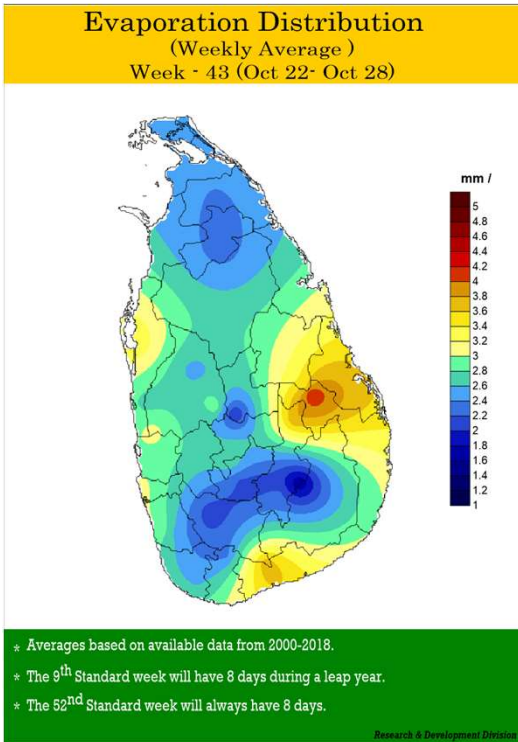 Evaporation Distribution
(Weekly Average )
Week - 43 (Oct 22- Oct 28)
mm /
5
4.8
4.6
4.4
4.2
4
3.8
3.6
3.4
3.2
3
2.8
2.6
2.4
2.2
2
1.8
1.6
1.4
1.2
1
* Averages based on available data from 2000-2018.
* The 9th Standard week will have 8 days during a leap year.
* The 52nd Standard week will always have 8 days.
Research & Development Division